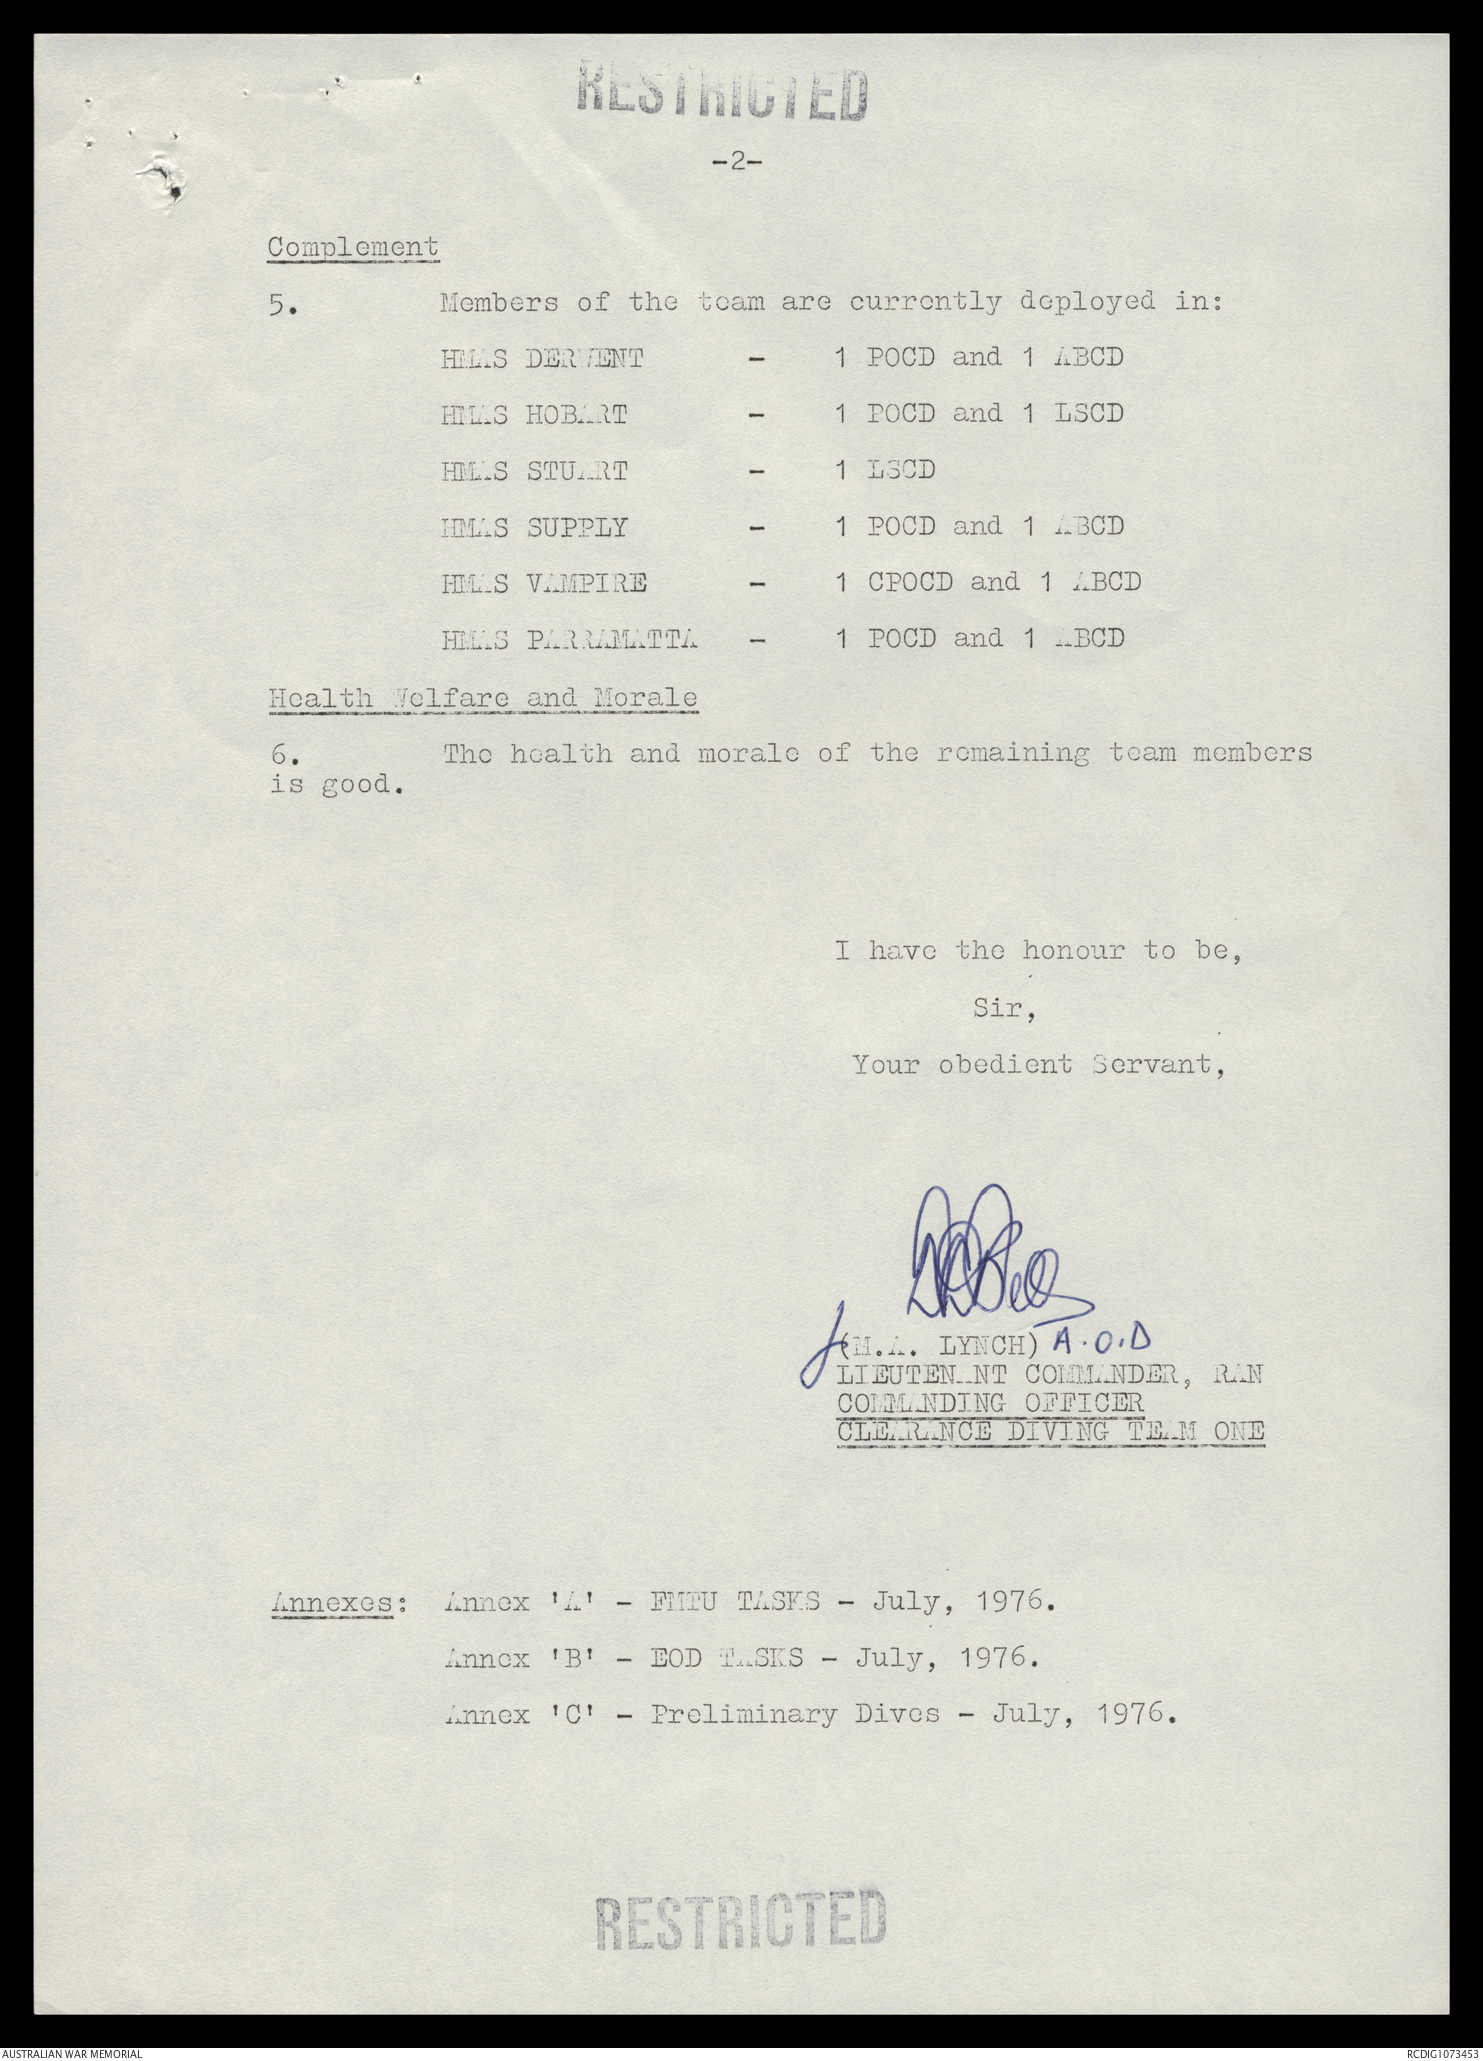 RESTRICTED
-2-
Complement
5. Members of the team are currently deployed in:
HMAS DERWENT - 1 POCD and 1 ABCD
HMAS HOBART - 1 POCD and 1 LSCD
HMAS STUART - 1 LSCD
HMAS SUPPLY - 1 POCD and 1 ABCD
HMAS VAMPIRE - 1 CPOCD and 1 ABCD
HMAS PARRAMATTA - 1 POCD and 1 ABCD
Health Welfare and Morale
6. The health and morale of the remaining team members
is good.
I have the honour to be,
Sir,
Your obedient Servant,
(M.A. LYNCH) A.O.D
LIEUTENANT COMMANDER, RAN
COMMANDING OFFICER
CLEARANCE DIVING TEAM ONE
Annexes: Annex 'A' - FMTU TASKS - July, 1976.
Annex 'B' - EOD TASKS - July, 1976.
Annex 'C' - Preliminary Dives - July, 1976.
RESTRICTED
AUSTRALIAN WAR MEMORIAL
RCDIG1073453